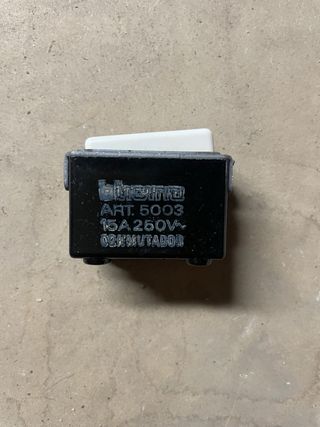 bticino
ART. 5003
15A 250V~
CONMUTADOR